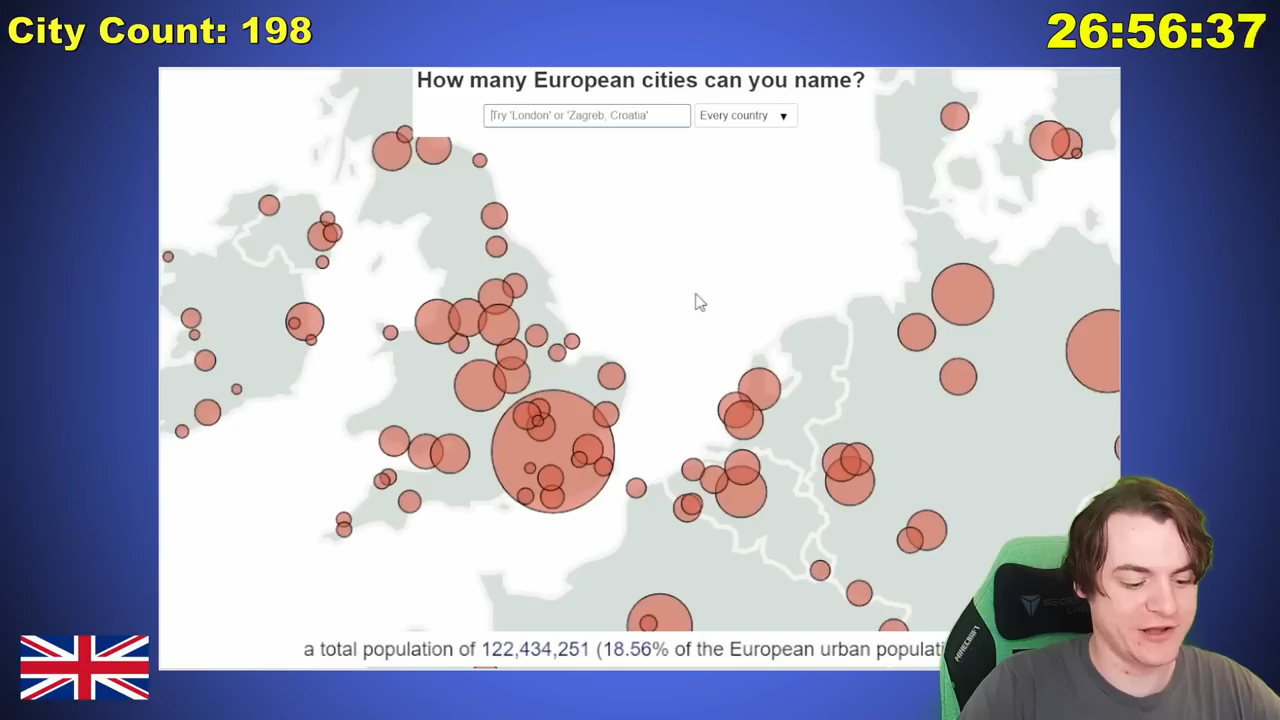 City Count: 198
26:56:37
How many European cities can you name?
Try 'London' or 'Zagreb, Croatia'
Every country
a total population of 122,434,251 (18.56% of the European urban
MINECRAFT